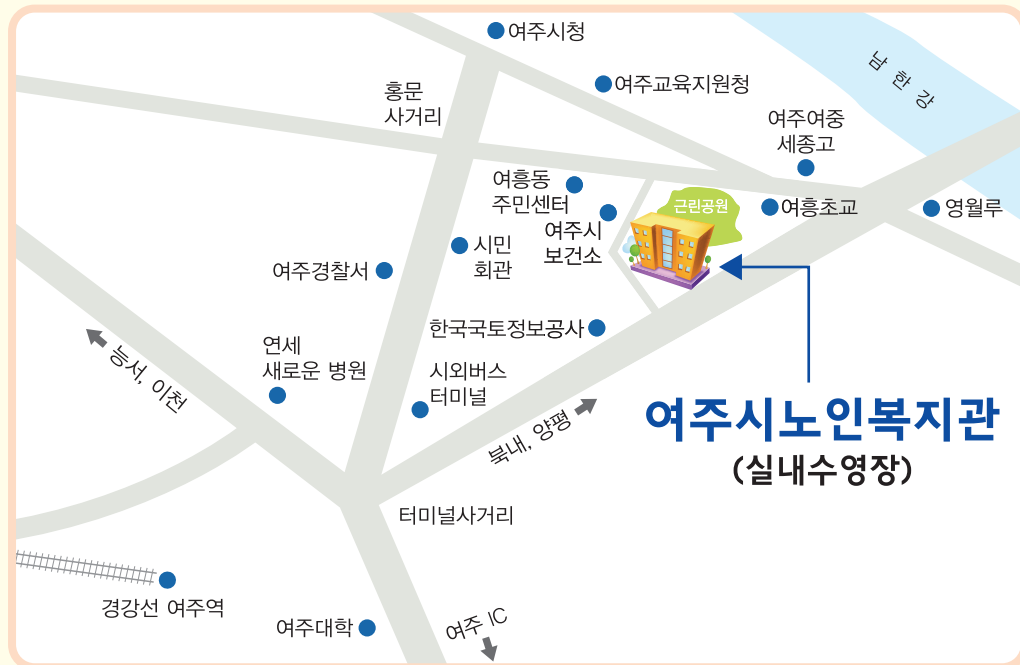 여주시청
여주교육지원청
남한강
홍문
사거리
여주여중
세종고
여흥동
주민센터
근린공원
여흥초교
영월루
여주시
보건소
시민
회관
여주경찰서
한국국토정보공사
연세
새로운 병원
시외버스
터미널
능서, 이천
북내, 양평
여주시노인복지관
(실내수영장)
터미널사거리
경강선 여주역
여주대학
여주 IC